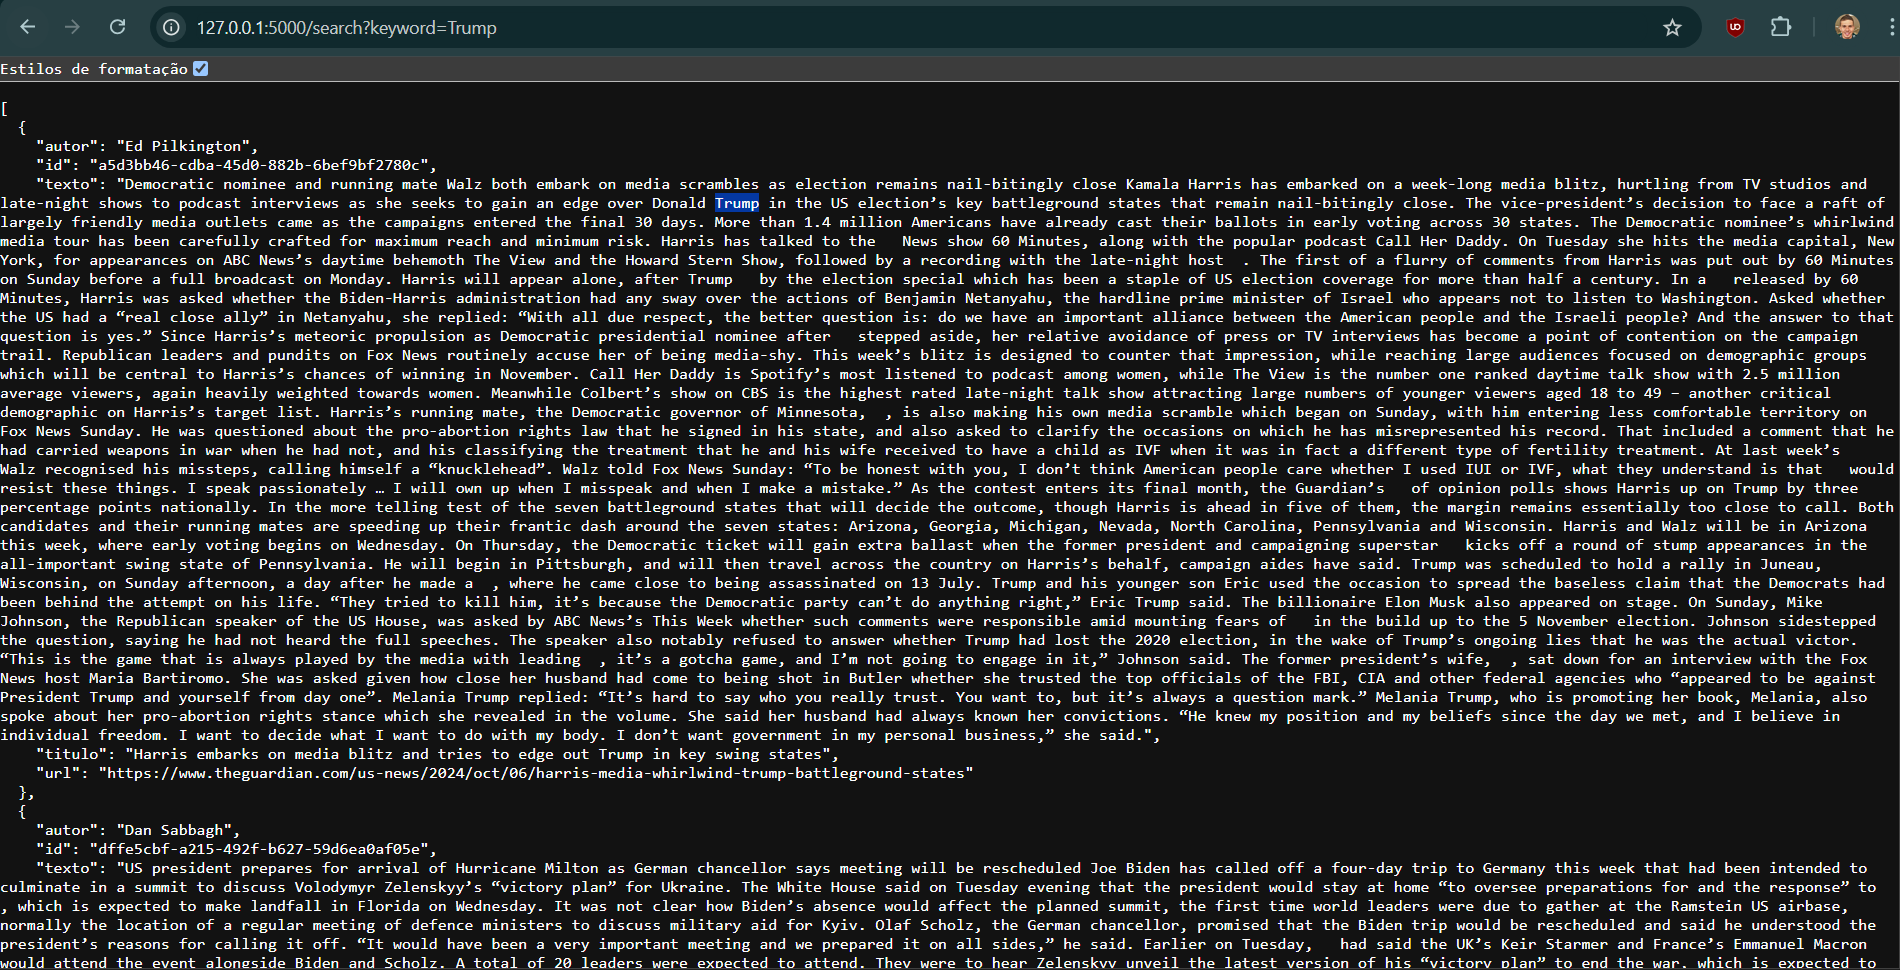 127.0.0.1:5000/search?keyword=Trump
Estilos de formatação
[
{
"autor": "Ed Pilkington",
"id": "a5d3bb46-cdba-45d0-882b-6bef9bf2780c",
"texto": "Democratic nominee and running mate Walz both embark on media scrambles as election remains nail-bitingly close Kamala Harris has embarked on a week-long media blitz, hurtling from TV studios and
late-night shows to podcast interviews as she seeks to gain an edge over Donald Trump in the US election’s key battleground states that remain nail-bitingly close. The vice-president’s decision to face a raft of
largely friendly media outlets came as the campaigns entered the final 30 days. More than 1.4 million Americans have already cast their ballots in early voting across 30 states. The Democratic nominee’s whirlwind
media tour has been carefully crafted for maximum reach and minimum risk. Harris has talked to the   News show 60 Minutes, along with the popular podcast Call Her Daddy. On Tuesday she hits the media capital, New
York, for appearances on ABC News’s daytime behemoth The View and the Howard Stern Show, followed by a recording with the late-night host  . The first of a flurry of comments from Harris was put out by 60 Minutes
on Sunday before a full broadcast on Monday. Harris will appear alone, after Trump   by the election special which has been a staple of US election coverage for more than half a century. In a   released by 60
Minutes, Harris was asked whether the Biden-Harris administration had any sway over the actions of Benjamin Netanyahu, the hardline prime minister of Israel who appears not to listen to Washington. Asked whether
the US had a “real close ally” in Netanyahu, she replied: “With all due respect, the better question is: do we have an important alliance between the American people and the Israeli people? And the answer to that
question is yes.” Since Harris’s meteoric propulsion as Democratic presidential nominee after   stepped aside, her relative avoidance of press or TV interviews has become a point of contention on the campaign
trail. Republican leaders and pundits on Fox News routinely accuse her of being media-shy. This week’s blitz is designed to counter that impression, while reaching large audiences focused on demographic groups
which will be central to Harris’s chances of winning in November. Call Her Daddy is Spotify’s most listened to podcast among women, while The View is the number one ranked daytime talk show with 2.5 million
average viewers, again heavily weighted towards women. Meanwhile Colbert’s show on CBS is the highest rated late-night talk show attracting large numbers of younger viewers aged 18 to 49 – another critical
demographic on Harris’s target list. Harris’s running mate, the Democratic governor of Minnesota,  , is also making his own media scramble which began on Sunday, with him entering less comfortable territory on
Fox News Sunday. He was questioned about the pro-abortion rights law that he signed in his state, and also asked to clarify the occasions on which he has misrepresented his record. That included a comment that he
had carried weapons in war when he had not, and his classifying the treatment that he and his wife received to have a child as IVF when it was in fact a different type of fertility treatment. At last week’s
Walz recognised his missteps, calling himself a “knucklehead”. Walz told Fox News Sunday: “To be honest with you, I don’t think American people care whether I used IUI or IVF, what they understand is that   would
resist these things. I speak passionately … I will own up when I misspeak and when I make a mistake.” As the contest enters its final month, the Guardian’s   of opinion polls shows Harris up on Trump by three
percentage points nationally. In the more telling test of the seven battleground states that will decide the outcome, though Harris is ahead in five of them, the margin remains essentially too close to call. Both
candidates and their running mates are speeding up their frantic dash around the seven states: Arizona, Georgia, Michigan, Nevada, North Carolina, Pennsylvania and Wisconsin. Harris and Walz will be in Arizona
this week, where early voting begins on Wednesday. On Thursday, the Democratic ticket will gain extra ballast when the former president and campaigning superstar   kicks off a round of stump appearances in the
all-important swing state of Pennsylvania. He will begin in Pittsburgh, and will then travel across the country on Harris’s behalf, campaign aides have said. Trump was scheduled to hold a rally in Juneau,
Wisconsin, on Sunday afternoon, a day after he made a  , where he came close to being assassinated on 13 July. Trump and his younger son Eric used the occasion to spread the baseless claim that the Democrats had
been behind the attempt on his life. “They tried to kill him, it’s because the Democratic party can’t do anything right,” Eric Trump said. The billionaire Elon Musk also appeared on stage. On Sunday, Mike
Johnson, the Republican speaker of the US House, was asked by ABC News’s This Week whether such comments were responsible amid mounting fears of   in the build up to the 5 November election. Johnson sidestepped
the question, saying he had not heard the full speeches. The speaker also notably refused to answer whether Trump had lost the 2020 election, in the wake of Trump’s ongoing lies that he was the actual victor.
“This is the game that is always played by the media with leading  , it’s a gotcha game, and I’m not going to engage in it,” Johnson said. The former president’s wife,  , sat down for an interview with the Fox
News host Maria Bartiromo. She was asked given how close her husband had come to being shot in Butler whether she trusted the top officials of the FBI, CIA and other federal agencies who “appeared to be against
President Trump and yourself from day one”. Melania Trump replied: “It’s hard to say who you really trust. You want to, but it’s always a question mark.” Melania Trump, who is promoting her book, Melania, also
spoke about her pro-abortion rights stance which she revealed in the volume. She said her husband had always known her convictions. “He knew my position and my beliefs since the day we met, and I believe in
individual freedom. I want to decide what I want to do with my body. I don’t want government in my personal business,” she said.",
"titulo": "Harris embarks on media blitz and tries to edge out Trump in key swing states",
"url": "https://www.theguardian.com/us-news/2024/oct/06/harris-media-whirlwind-trump-battleground-states"
},
{
"autor": "Dan Sabbagh",
"id": "dffe5cbf-a215-492f-b627-59d6ea0af05e",
"texto": "US president prepares for arrival of Hurricane Milton as German chancellor says meeting will be rescheduled Joe Biden has called off a four-day trip to Germany this week that had been intended to
culminate in a summit to discuss Volodymyr Zelenskyy’s “victory plan” for Ukraine. The White House said on Tuesday evening that the president would stay at home “to oversee preparations for and the response” to
, which is expected to make landfall in Florida on Wednesday. It was not clear how Biden’s absence would affect the planned summit, the first time world leaders were due to gather at the Ramstein US airbase,
normally the location of a regular meeting of defence ministers to discuss military aid for Kyiv. Olaf Scholz, the German chancellor, promised that the Biden trip would be rescheduled and said he understood the
president’s reasons for calling it off. “It would have been a very important meeting and we prepared it on all sides,” he said. Earlier on Tuesday,   had said the UK’s Keir Starmer and France’s Emmanuel Macron
would attend the event alongside Biden and Scholz. A total of 20 leaders were expected to attend. They were to hear Zelenskyy unveil the latest version of his “victory plan” to end the war, which is expected to